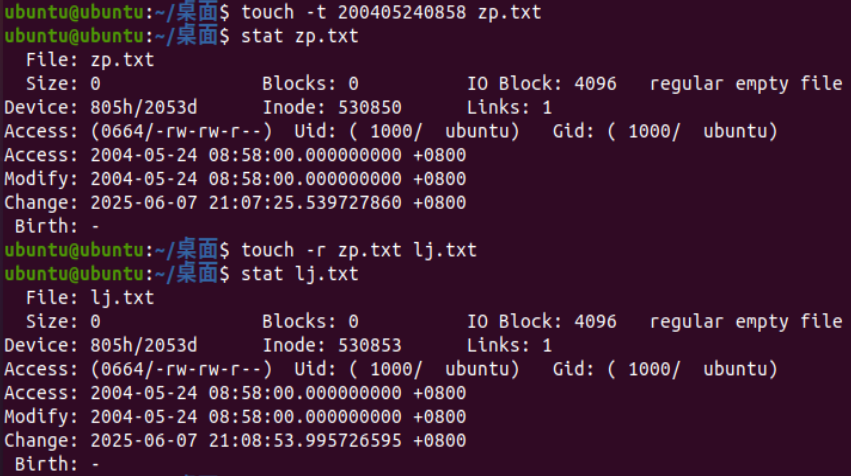 ubuntu@ubuntu:~/桌面$ touch -t 200405240858 zp.txt
ubuntu@ubuntu:~/桌面$ stat zp.txt
  File: zp.txt
  Size: 0               Blocks: 0          IO Block: 4096   regular empty file
Device: 805h/2053d      Inode: 530850      Links: 1
Access: (0664/-rw-rw-r--)  Uid: ( 1000/  ubuntu)   Gid: ( 1000/  ubuntu)
Access: 2004-05-24 08:58:00.000000000 +0800
Modify: 2004-05-24 08:58:00.000000000 +0800
Change: 2025-06-07 21:07:25.539727860 +0800
 Birth: -
ubuntu@ubuntu:~/桌面$ touch -r zp.txt lj.txt
ubuntu@ubuntu:~/桌面$ stat lj.txt
  File: lj.txt
  Size: 0               Blocks: 0          IO Block: 4096   regular empty file
Device: 805h/2053d      Inode: 530853      Links: 1
Access: (0664/-rw-rw-r--)  Uid: ( 1000/  ubuntu)   Gid: ( 1000/  ubuntu)
Access: 2004-05-24 08:58:00.000000000 +0800
Modify: 2004-05-24 08:58:00.000000000 +0800
Change: 2025-06-07 21:08:53.995726595 +0800
 Birth: -